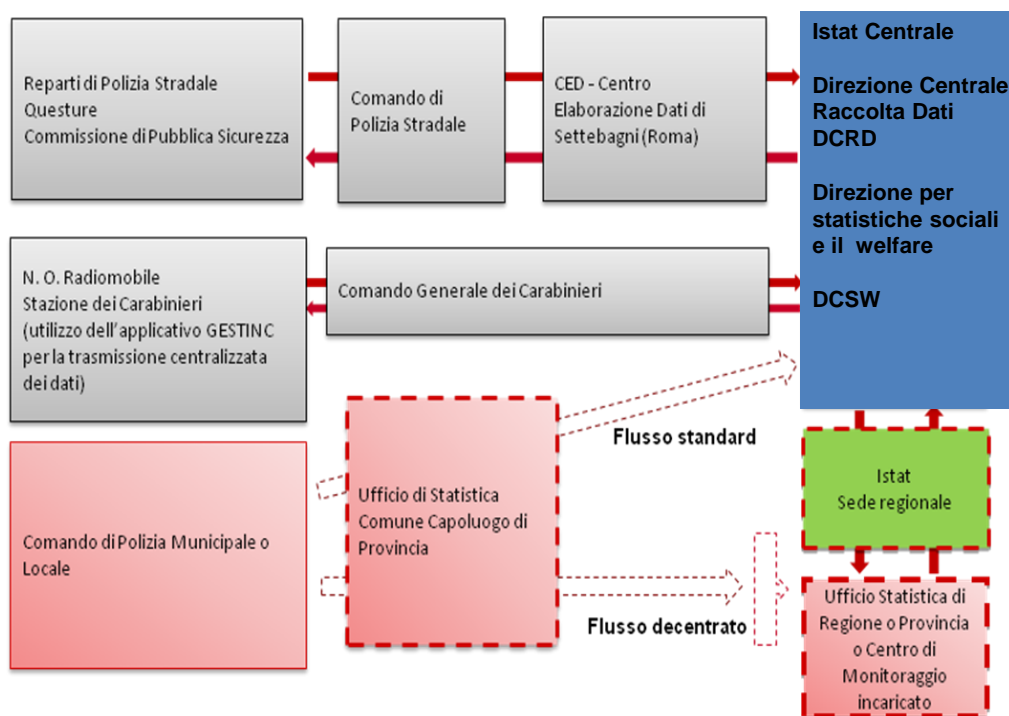 Reparti di Polizia Stradale
Questure
Commissione di Pubblica Sicurezza
Comando di
Polizia Stradale
CED - Centro
Elaborazione Dati di
Settebagni (Roma)
Istat Centrale
Direzione Centrale
Raccolta Dati
DCRD
Direzione per
statistiche sociali
e il welfare
DCSW
N. O. Radiomobile
Stazione dei Carabinieri
(utilizzo dell'applicativo GESTINC
per la trasmissione centralizzata
dei dati)
Comando Generale dei Carabinieri
Comando di Polizia Municipale o
Locale
Ufficio di Statistica
Comune Capoluogo di
Provincia
Flusso standard
Flusso decentrato
Istat
Sede regionale
Ufficio Statistica di
Regione o Provincia
o Centro di
Monitoraggio
incaricato